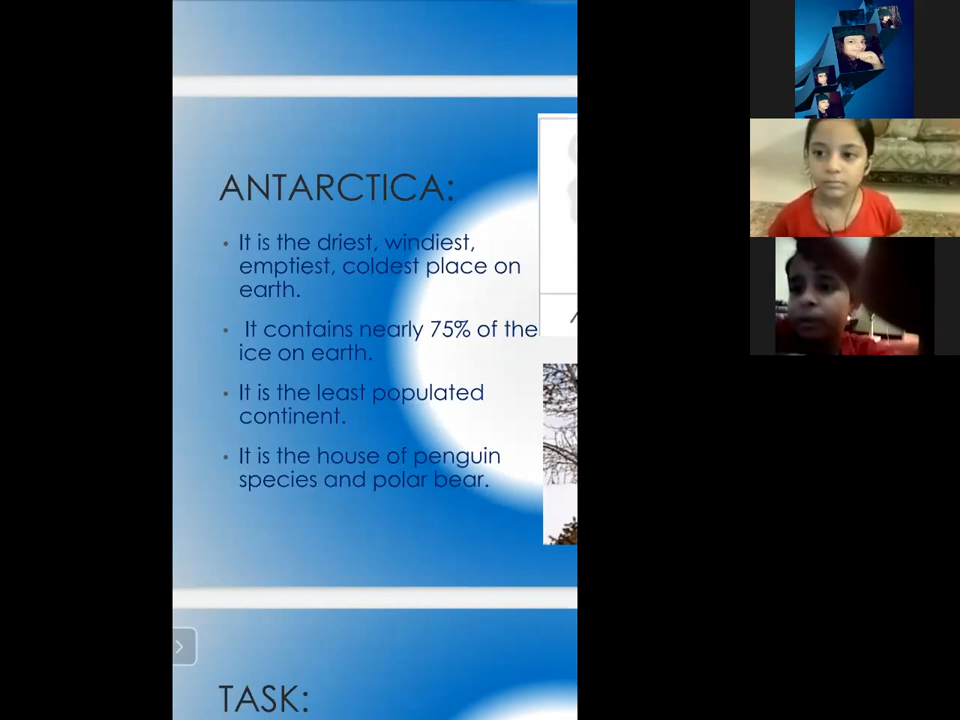 ANTARCTICA:
• It is the driest, windiest,
emptiest, coldest place on
earth.
• It contains nearly 75% of the
ice on earth.
• It is the least populated
continent.
• It is the house of penguin
species and polar bear.
TASK: